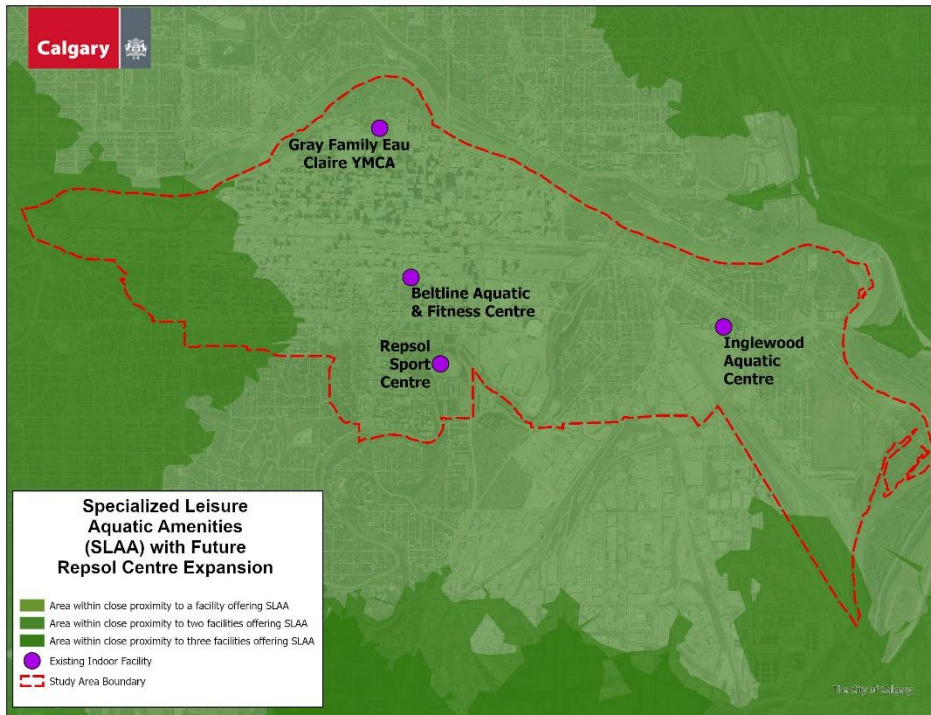 Calgary
Gray Family Eau
Claire YMCA
Beltline Aquatic
& Fitness Centre
Repsol
Sport
Centre
Inglewood
Aquatic
Centre
Specialized Leisure
Aquatic Amenities
(SLAA) with Future
Repsol Centre Expansion
Area within close proximity to a facility offering SLAA
Area within close proximity to two facilities offering SLAA
Area within close proximity to three facilities offering SLAA
Existing Indoor Facility
Study Area Boundary
The City of Calgary